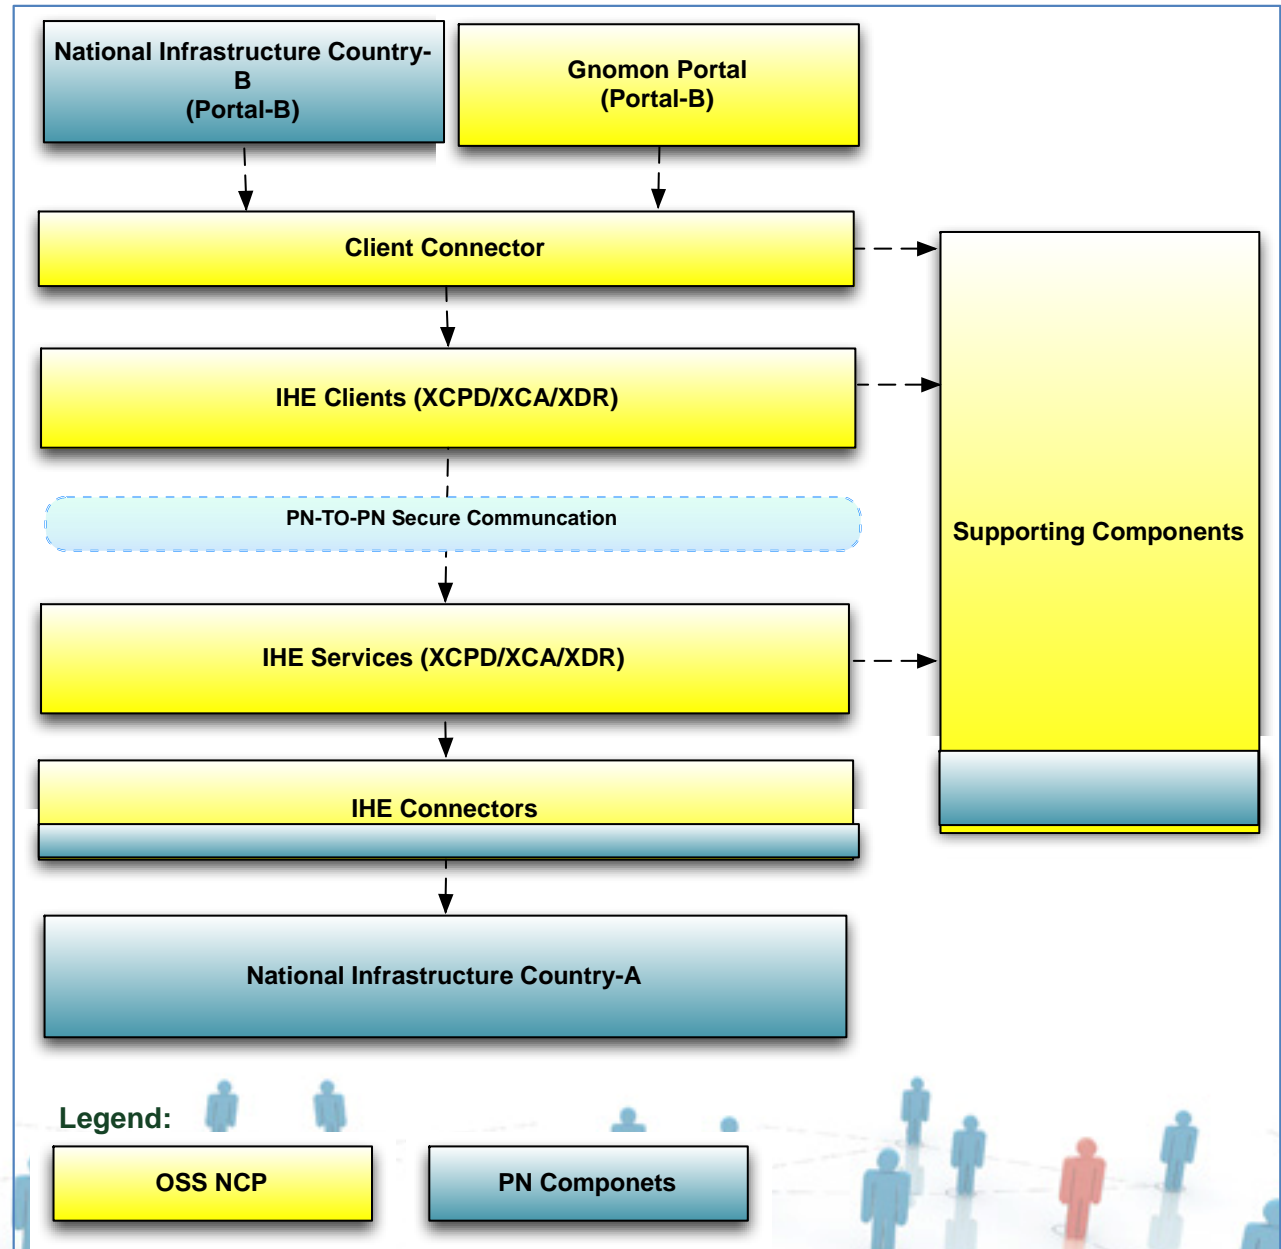 National Infrastructure Country-
B
(Portal-B)
Gnomon Portal
(Portal-B)
Client Connector
IHE Clients (XCPD/XCA/XDR)
PN-TO-PN Secure Communcation
Supporting Components
IHE Services (XCPD/XCA/XDR)
IHE Connectors
National Infrastructure Country-A
Legend:
OSS NCP
PN Componets